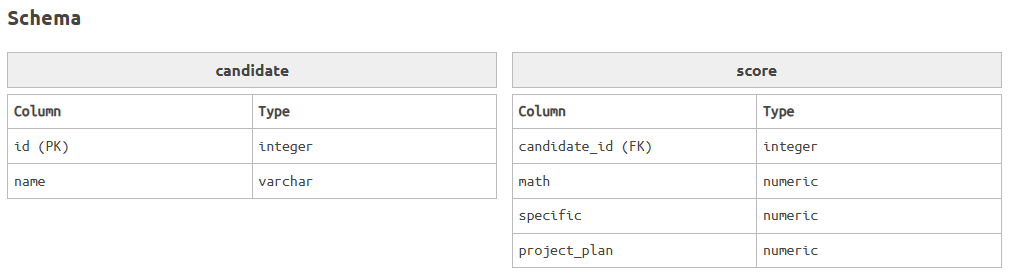 Schema
candidate
Column Type
id (PK) integer
name varchar
score
Column Type
candidate_id (FK) integer
math numeric
specific numeric
project_plan numeric